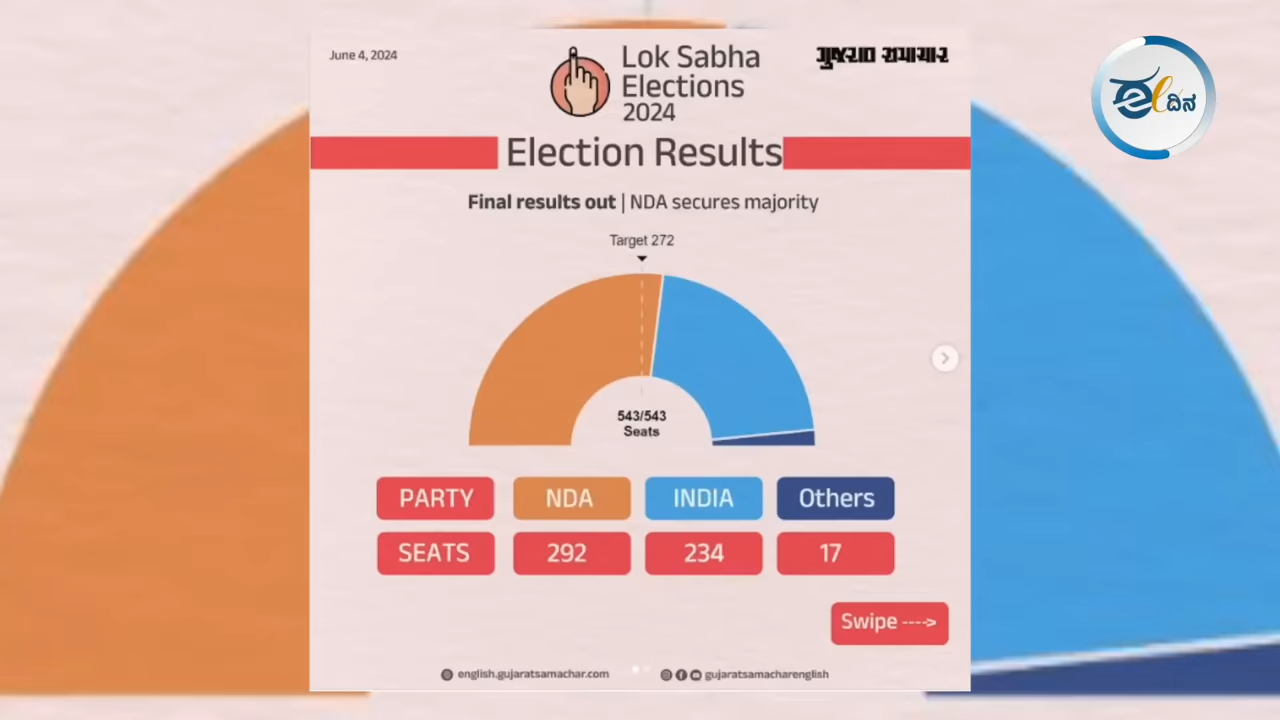 June 4, 2024
Lok Sabha
Elections
2024
ગુજરાત સમાચાર
ಈ ದಿನ
Election Results
Final results out | NDA secures majority
Target 272
543/543
Seats
PARTY NDA INDIA Others
SEATS 292 234 17
Swipe ---->
english.gujaratsamachar.com gujaratsamacharenglish